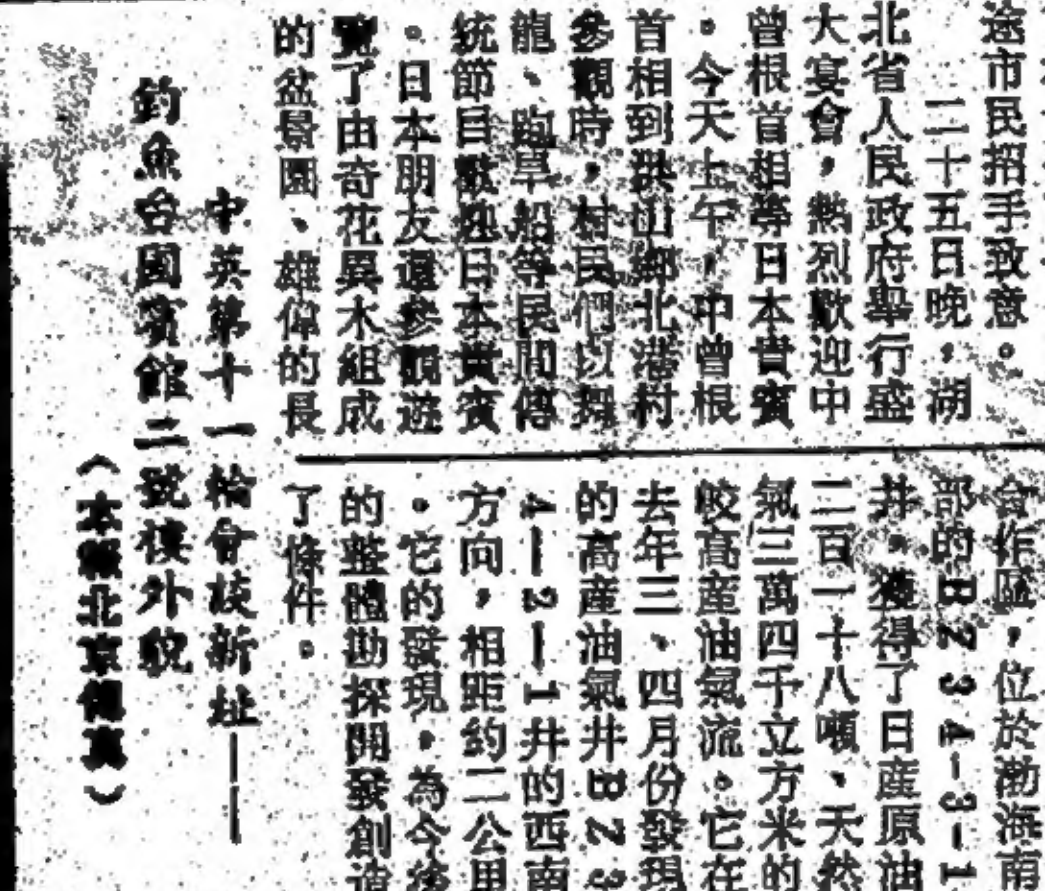 途市民招手致意。
二十五日晚、湖
北省人民政府舉行盛
大宴會，熱烈歡迎中
曾根首相等日本貴賓
。今天上午，中曾根
首相到洪山鄉北港村
參觀時，村民們以舞
龍、跑旱船等民間傳
統節目歡迎日本貴賓
。日本朋友還參觀遊
覽了由奇花異木組成
的盆景園、雄偉的長
合作區，位於渤海南
部的BZ34－3－1
井，獲得了日產原油
二百一十八噸、天然
氣三萬四千立方米的
較高產油氣流。它在
去年三、四月份發現
的高產油氣井BZ3
4—2—1井的西南
方向，相距約二公里
。它的發現，為今後
的整體勘探開發創造
了條件。
中英第十一輪會談新址——
釣魚台國賓館二號樓外貌
（本報北京傳真）